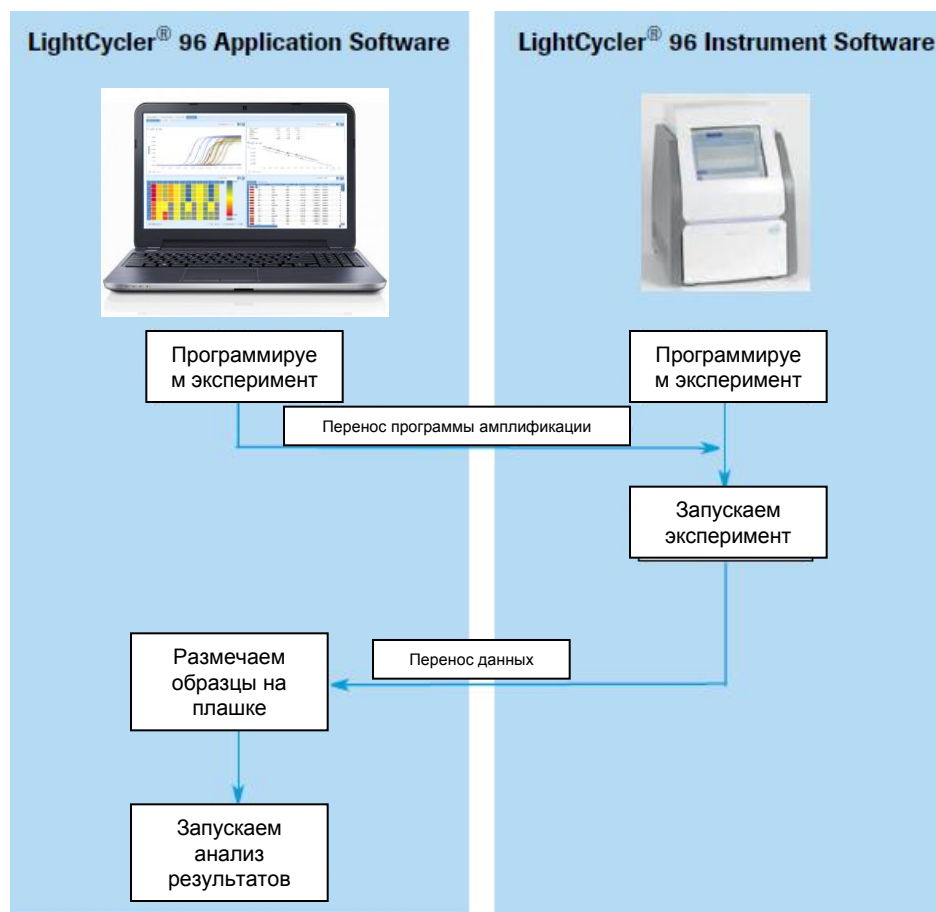 LightCycler® 96 Application Software
LightCycler® 96 Instrument Software
Программируе
м эксперимент
Программируе
м эксперимент
Перенос программы амплификации
Запускаем
эксперимент
Перенос данных
Размечаем
образцы на
плашке
Запускаем
анализ
результатов